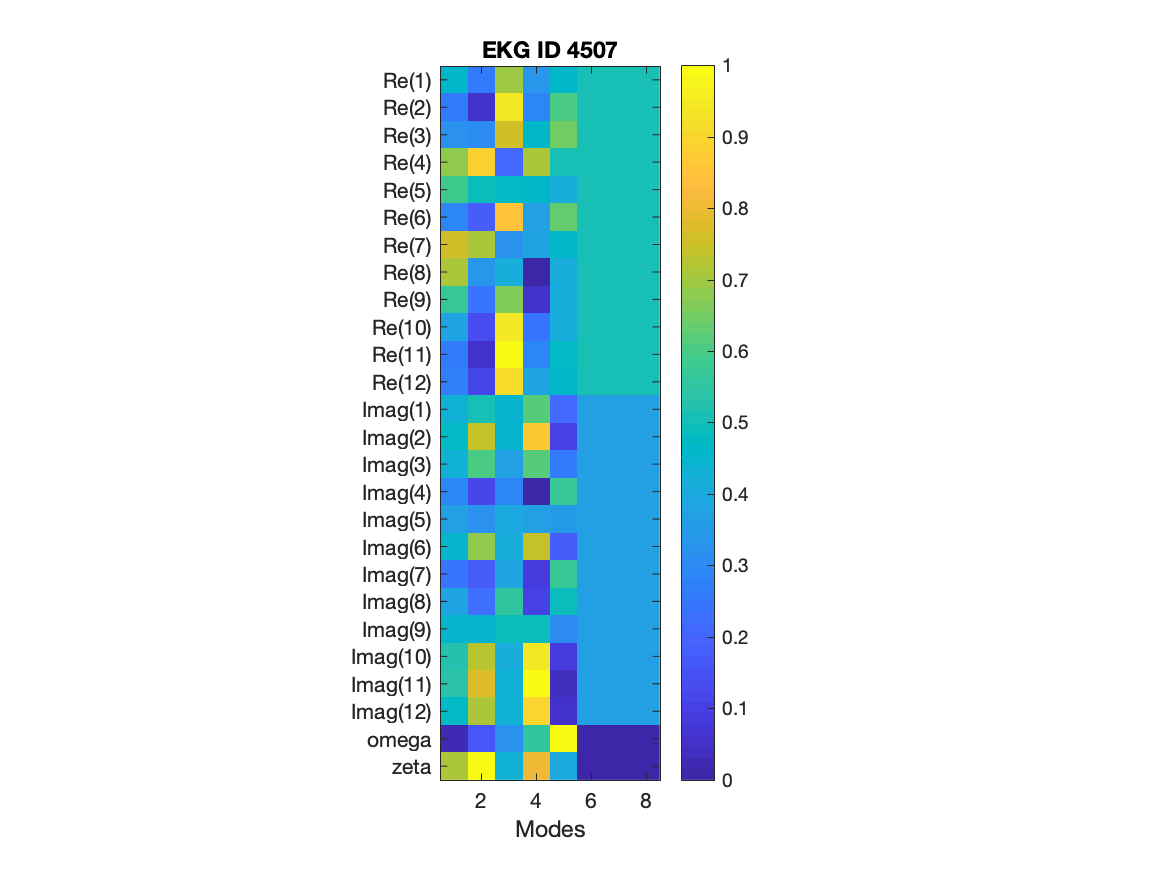 EKG ID 4507
Re(1)
Re(2)
Re(3)
Re(4)
Re(5)
Re(6)
Re(7)
Re(8)
Re(9)
Re(10)
Re(11)
Re(12)
Imag(1)
Imag(2)
Imag(3)
Imag(4)
Imag(5)
Imag(6)
Imag(7)
Imag(8)
Imag(9)
Imag(10)
Imag(11)
Imag(12)
omega
zeta
2 4 6 8
Modes
1
0.9
0.8
0.7
0.6
0.5
0.4
0.3
0.2
0.1
0